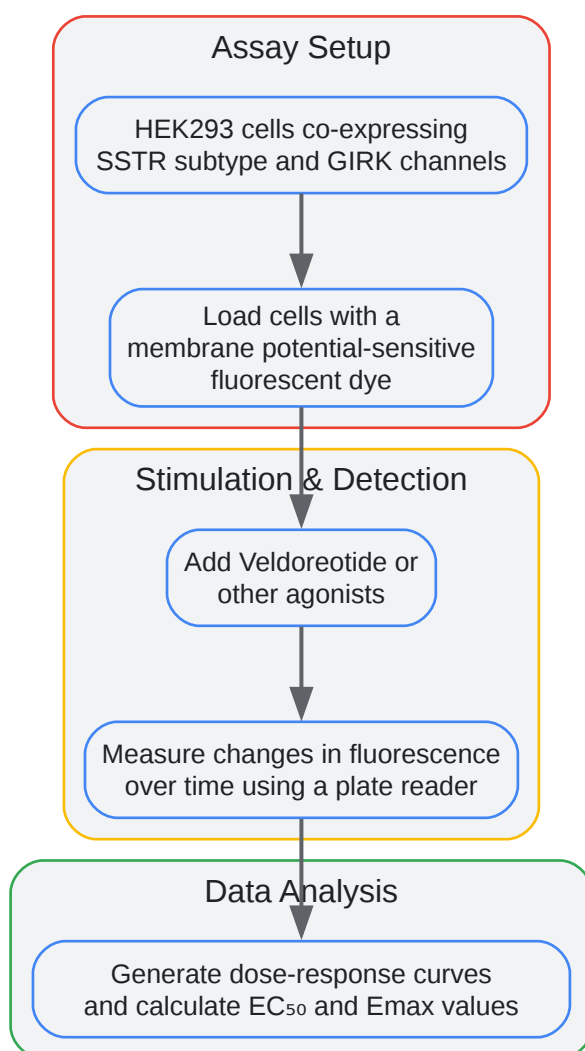 Assay Setup
HEK293 cells co-expressing
SSTR subtype and GIRK channels
Load cells with a
membrane potential-sensitive
fluorescent dye
Stimulation & Detection
Add Veldoreotide or
other agonists
Measure changes in fluorescence
over time using a plate reader
Data Analysis
Generate dose-response curves
and calculate EC₅₀ and Emax values